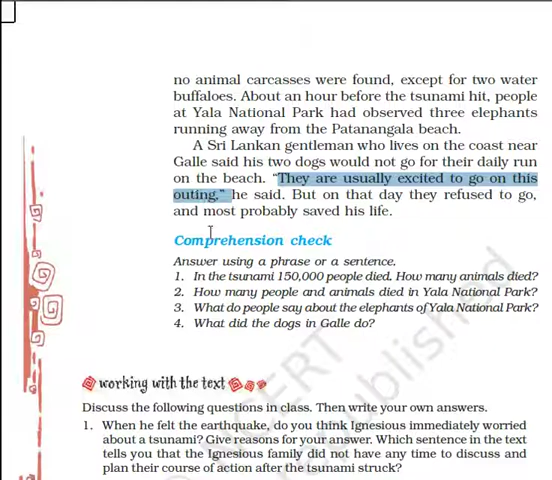 no animal carcasses were found, except for two water
buffaloes. About an hour before the tsunami hit, people
at Yala National Park had observed three elephants
running away from the Patanangala beach.
A Sri Lankan gentleman who lives on the coast near
Galle said his two dogs would not go for their daily run
on the beach. “They are usually excited to go on this
outing,” he said. But on that day they refused to go,
and most probably saved his life.
Comprehension check
Answer using a phrase or a sentence.
1. In the tsunami 150,000 people died. How many animals died?
2. How many people and animals died in Yala National Park?
3. What do people say about the elephants of Yala National Park?
4. What did the dogs in Galle do?
working with the text
Discuss the following questions in class. Then write your own answers.
1. When he felt the earthquake, do you think Ignesious immediately worried
about a tsunami? Give reasons for your answer. Which sentence in the text
tells you that the Ignesious family did not have any time to discuss and
plan their course of action after the tsunami struck?
© NCERT
republished